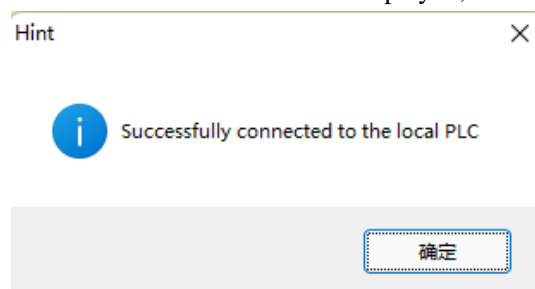 Hint
Successfully connected to the local PLC
确定